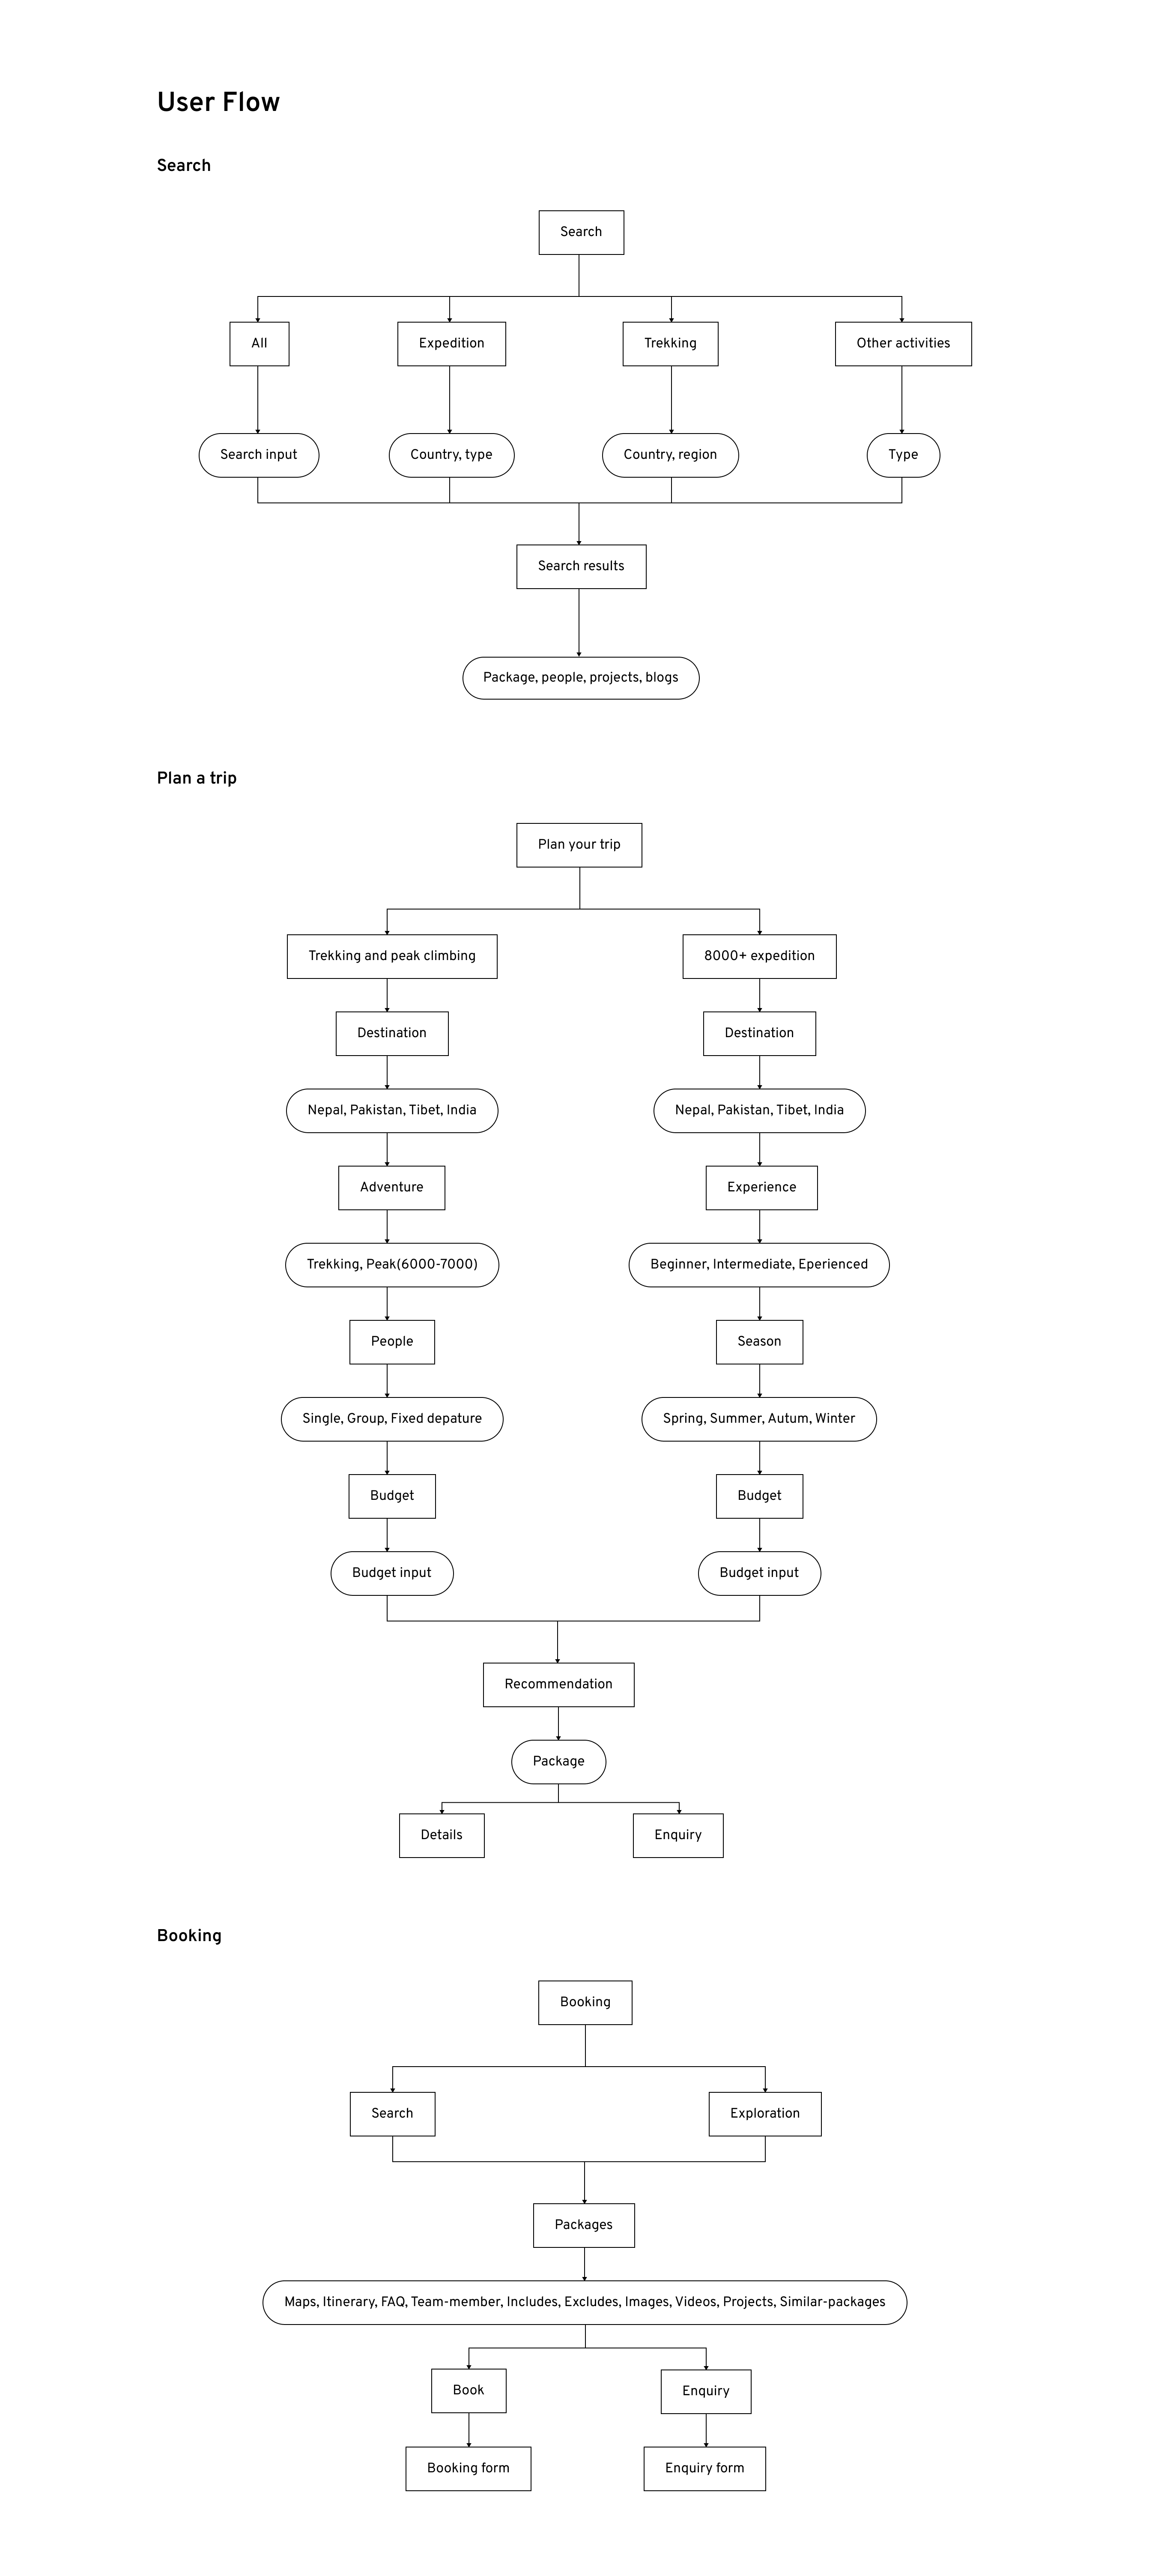 User Flow
Search
Search
All
Expedition
Trekking
Other activities
Search input
Country, type
Country, region
Type
Search results
Package, people, projects, blogs
Plan a trip
Plan your trip
Trekking and peak climbing
8000+ expedition
Destination
Destination
Nepal, Pakistan, Tibet, India
Nepal, Pakistan, Tibet, India
Adventure
Experience
Trekking, Peak(6000-7000)
Beginner, Intermediate, Eperienced
People
Season
Single, Group, Fixed depature
Spring, Summer, Autum, Winter
Budget
Budget
Budget input
Budget input
Recommendation
Package
Details
Enquiry
Booking
Booking
Search
Exploration
Packages
Maps, Itinerary, FAQ, Team-member, Includes, Excludes, Images, Videos, Projects, Similar-packages
Book
Enquiry
Booking form
Enquiry form